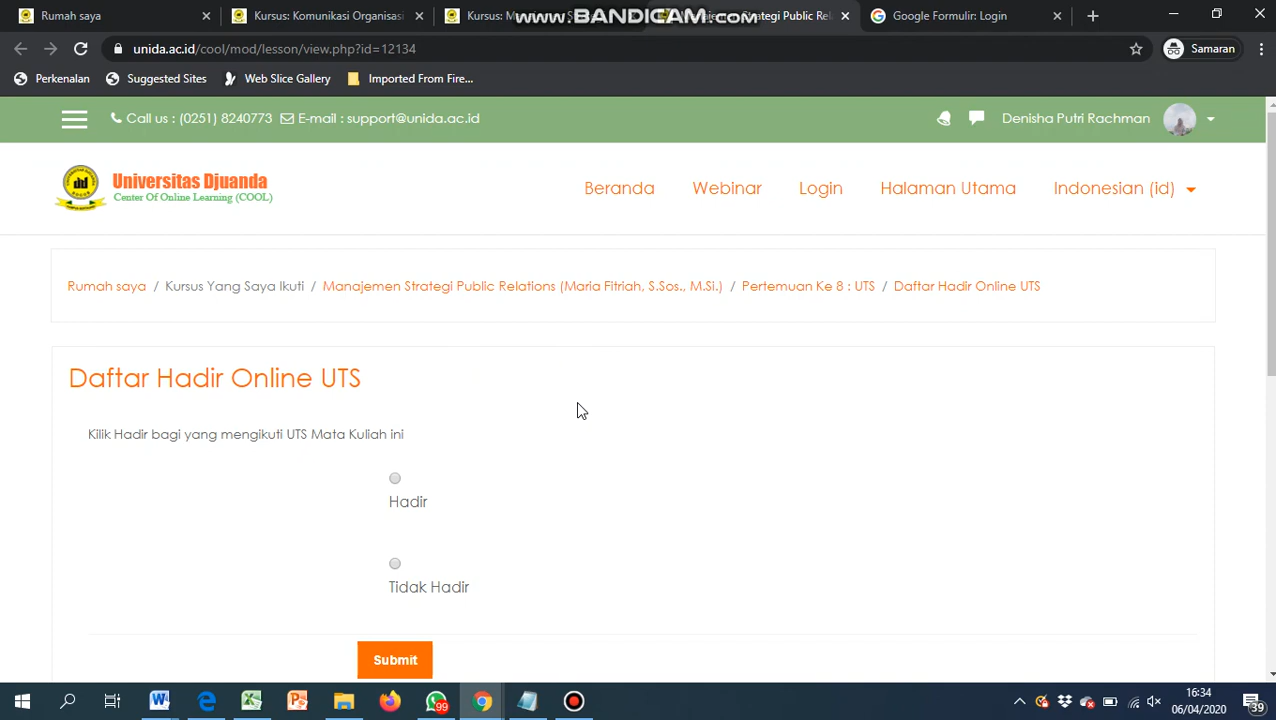 Rumah saya
Kursus: Komunikasi Organisas
Kursus:
www.BANDICAM.com
Strategi Public Rel
Google Formulir: Login
unida.ac.id/cool/mod/lesson/view.php?id=12134
Samaran
Perkenalan
Suggested Sites
Web Slice Gallery
Imported From Fire...
Call us : (0251) 8240773
E-mail : support@unida.ac.id
Denisha Putri Rachman
Universitas Djuanda
Center Of Online Learning (COOL)
Beranda
Webinar
Login
Halaman Utama
Indonesian (id)
Rumah saya / Kursus Yang Saya Ikuti / Manajemen Strategi Public Relations (Maria Fitriah, S.Sos., M.Si.) / Pertemuan Ke 8 : UTS / Daftar Hadir Online UTS
Daftar Hadir Online UTS
Kilik Hadir bagi yang mengikuti UTS Mata Kuliah ini
Hadir
Tidak Hadir
Submit
99
16:34
06/04/2020
39